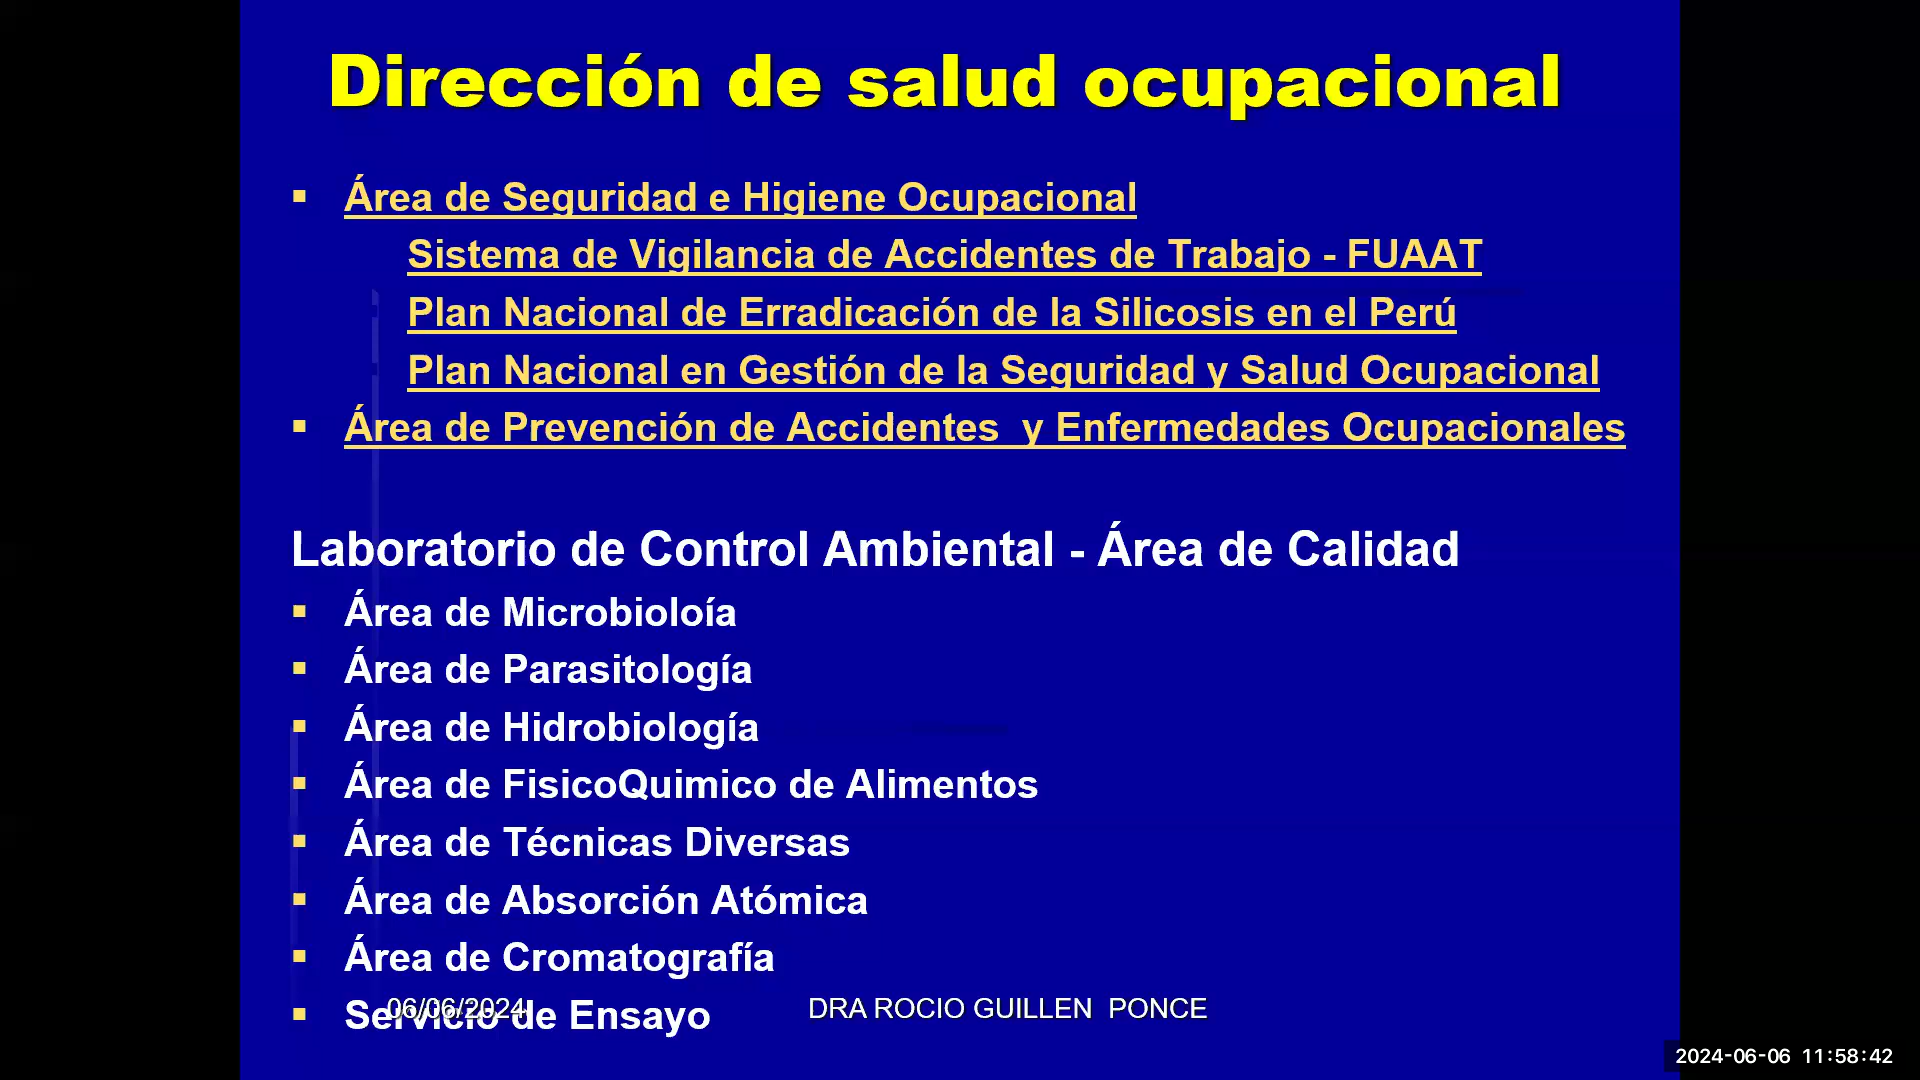 Dirección de salud ocupacional
▪ Área de Seguridad e Higiene Ocupacional
Sistema de Vigilancia de Accidentes de Trabajo - FUAAT
Plan Nacional de Erradicación de la Silicosis en el Perú
Plan Nacional en Gestión de la Seguridad y Salud Ocupacional
▪ Área de Prevención de Accidentes y Enfermedades Ocupacionales
Laboratorio de Control Ambiental - Área de Calidad
▪ Área de Microbioloía
▪ Área de Parasitología
▪ Área de Hidrobiología
▪ Área de FisicoQuimico de Alimentos
▪ Área de Técnicas Diversas
▪ Área de Absorción Atómica
▪ Área de Cromatografía
▪ Servicio de Ensayo
06/06/2024
DRA ROCIO GUILLEN PONCE
2024-06-06 11:58:42